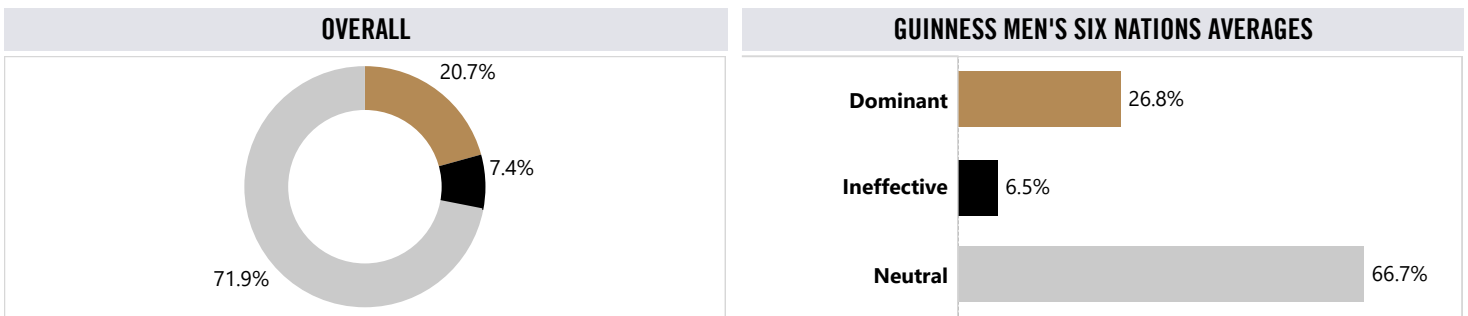 OVERALL
20.7%
7.4%
71.9%
GUINNESS MEN'S SIX NATIONS AVERAGES
Dominant 26.8%
Ineffective 6.5%
Neutral 66.7%